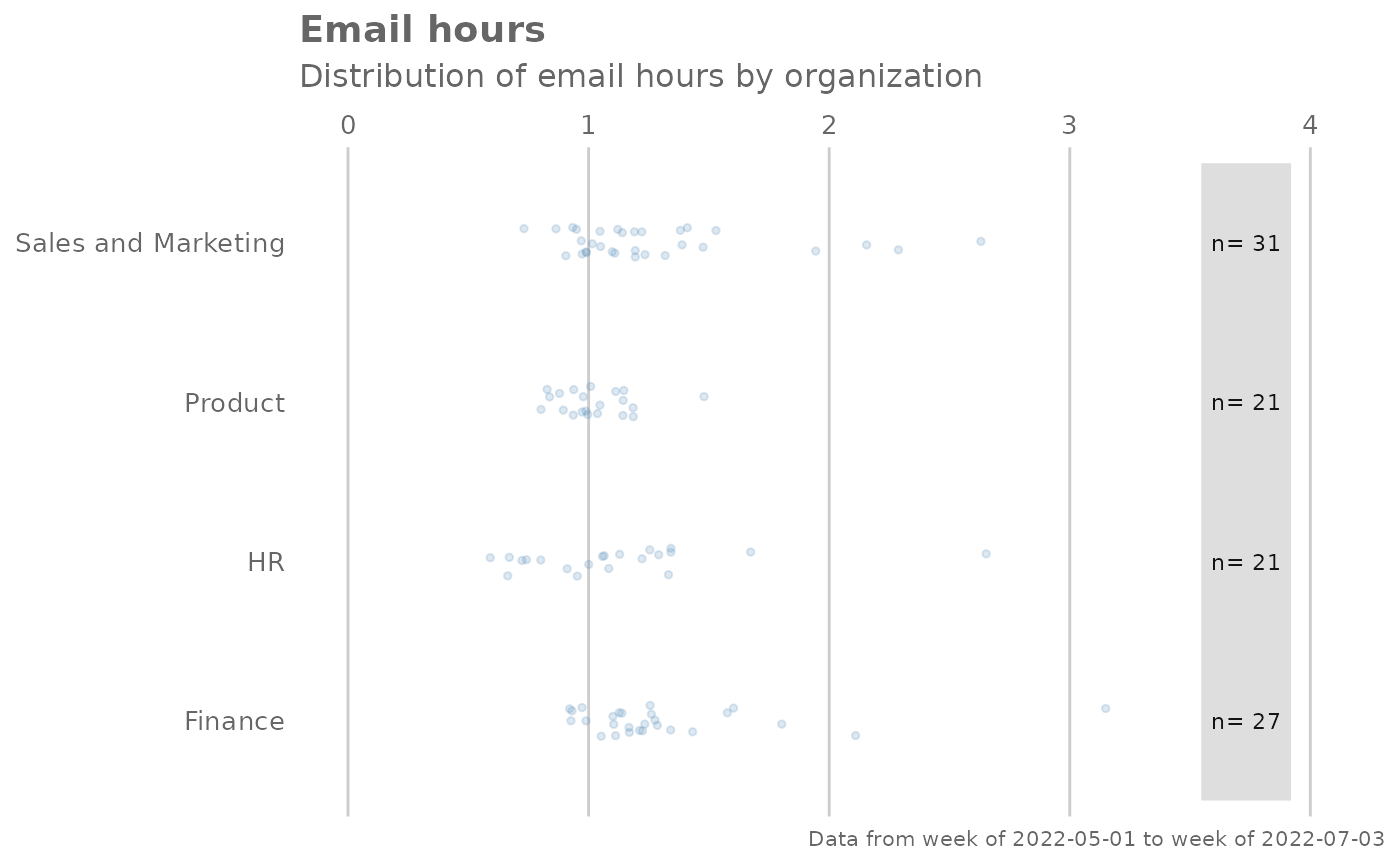 Email hours
Distribution of email hours by organization
0 1 2 3 4
Sales and Marketing n= 31
Product n= 21
HR n= 21
Finance n= 27
Data from week of 2022-05-01 to week of 2022-07-03